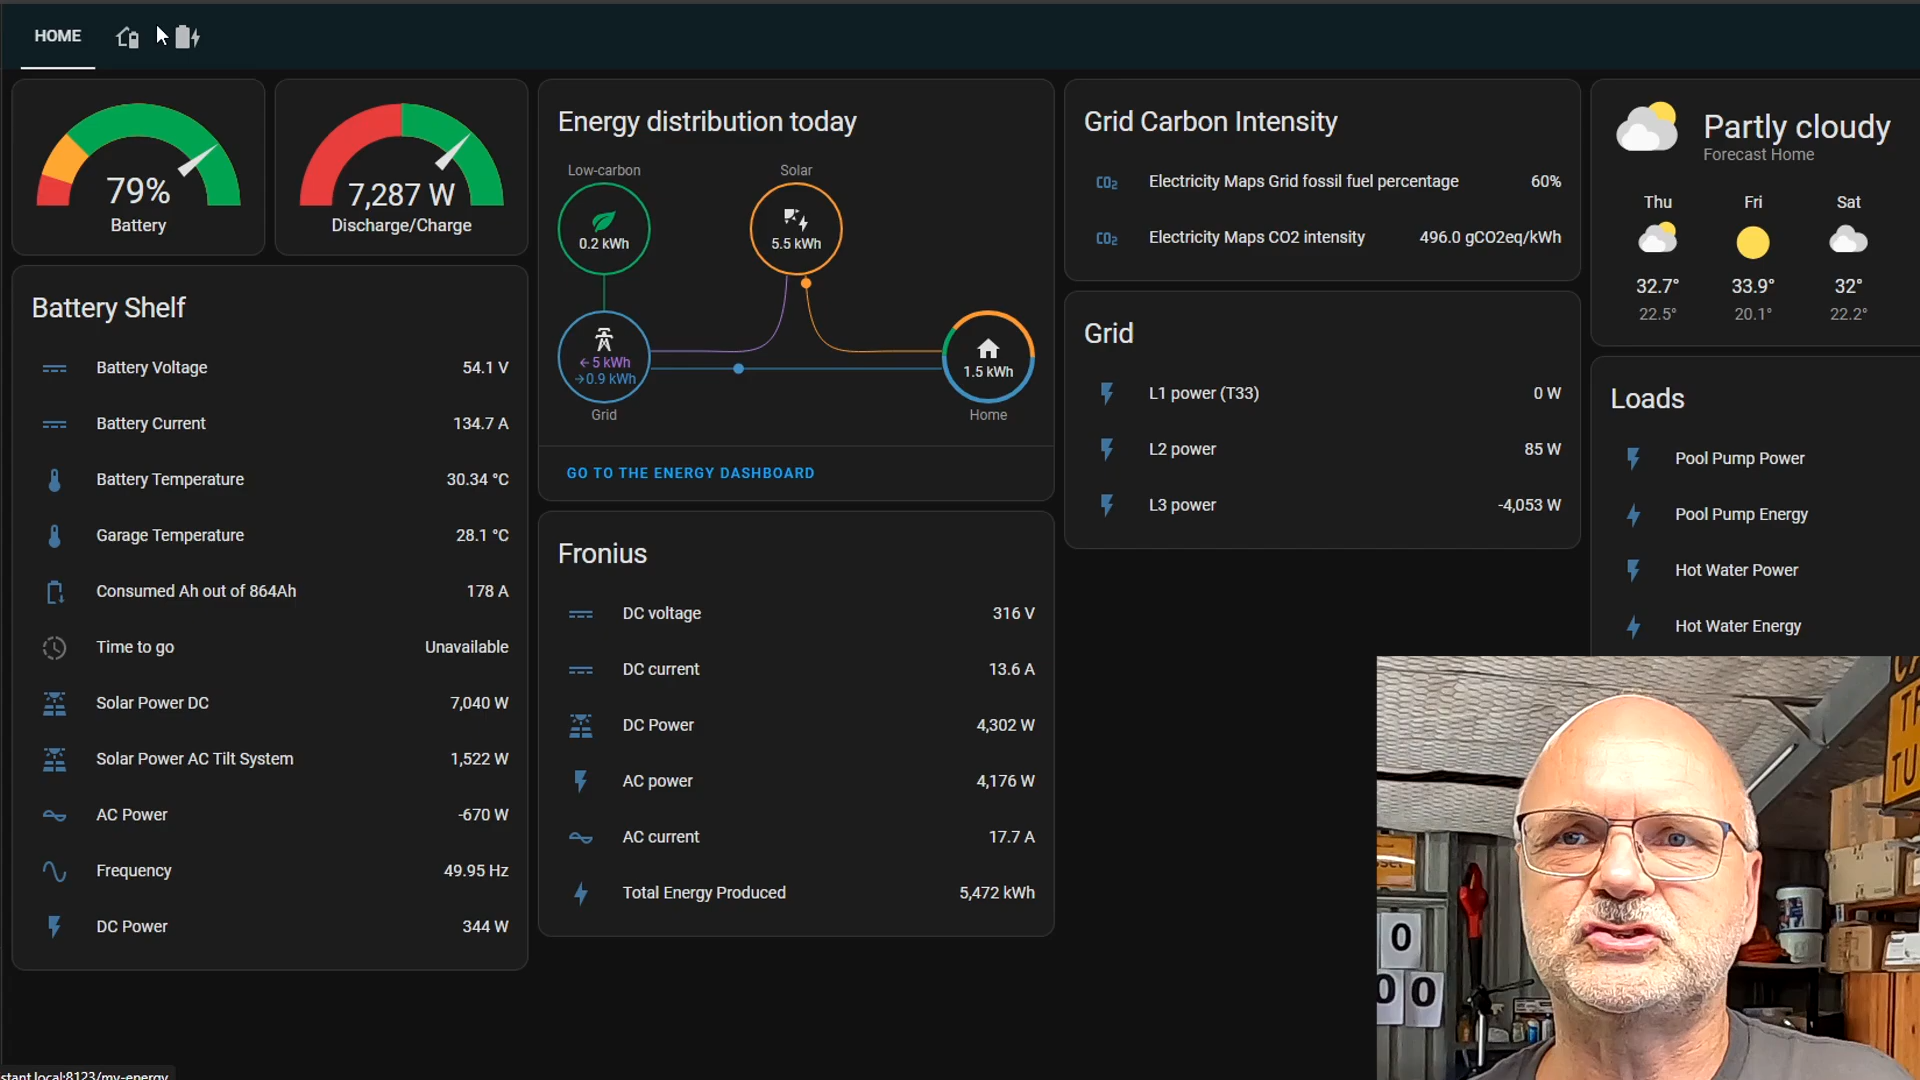 HOME
79%
Battery
7,287 W
Discharge/Charge
Battery Shelf
Battery Voltage 54.1 V
Battery Current 134.7 A
Battery Temperature 30.34 °C
Garage Temperature 28.1 °C
Consumed Ah out of 864Ah 178 A
Time to go Unavailable
Solar Power DC 7,040 W
Solar Power AC Tilt System 1,522 W
AC Power -670 W
Frequency 49.95 Hz
DC Power 344 W
Energy distribution today
Low-carbon
0.2 kWh
Solar
5.5 kWh
←5 kWh
→0.9 kWh
Grid
1.5 kWh
Home
GO TO THE ENERGY DASHBOARD
Fronius
DC voltage 316 V
DC current 13.6 A
DC Power 4,302 W
AC power 4,176 W
AC current 17.7 A
Total Energy Produced 5,472 kWh
Grid Carbon Intensity
CO2 Electricity Maps Grid fossil fuel percentage 60%
CO2 Electricity Maps CO2 intensity 496.0 gCO2eq/kWh
Grid
L1 power (T33) 0 W
L2 power 85 W
L3 power -4,053 W
Partly cloudy
Forecast Home
Thu Fri Sat
32.7° 33.9° 32°
22.5° 20.1° 22.2°
Loads
Pool Pump Power
Pool Pump Energy
Hot Water Power
Hot Water Energy
0
00
stant.local:8123/my-energy